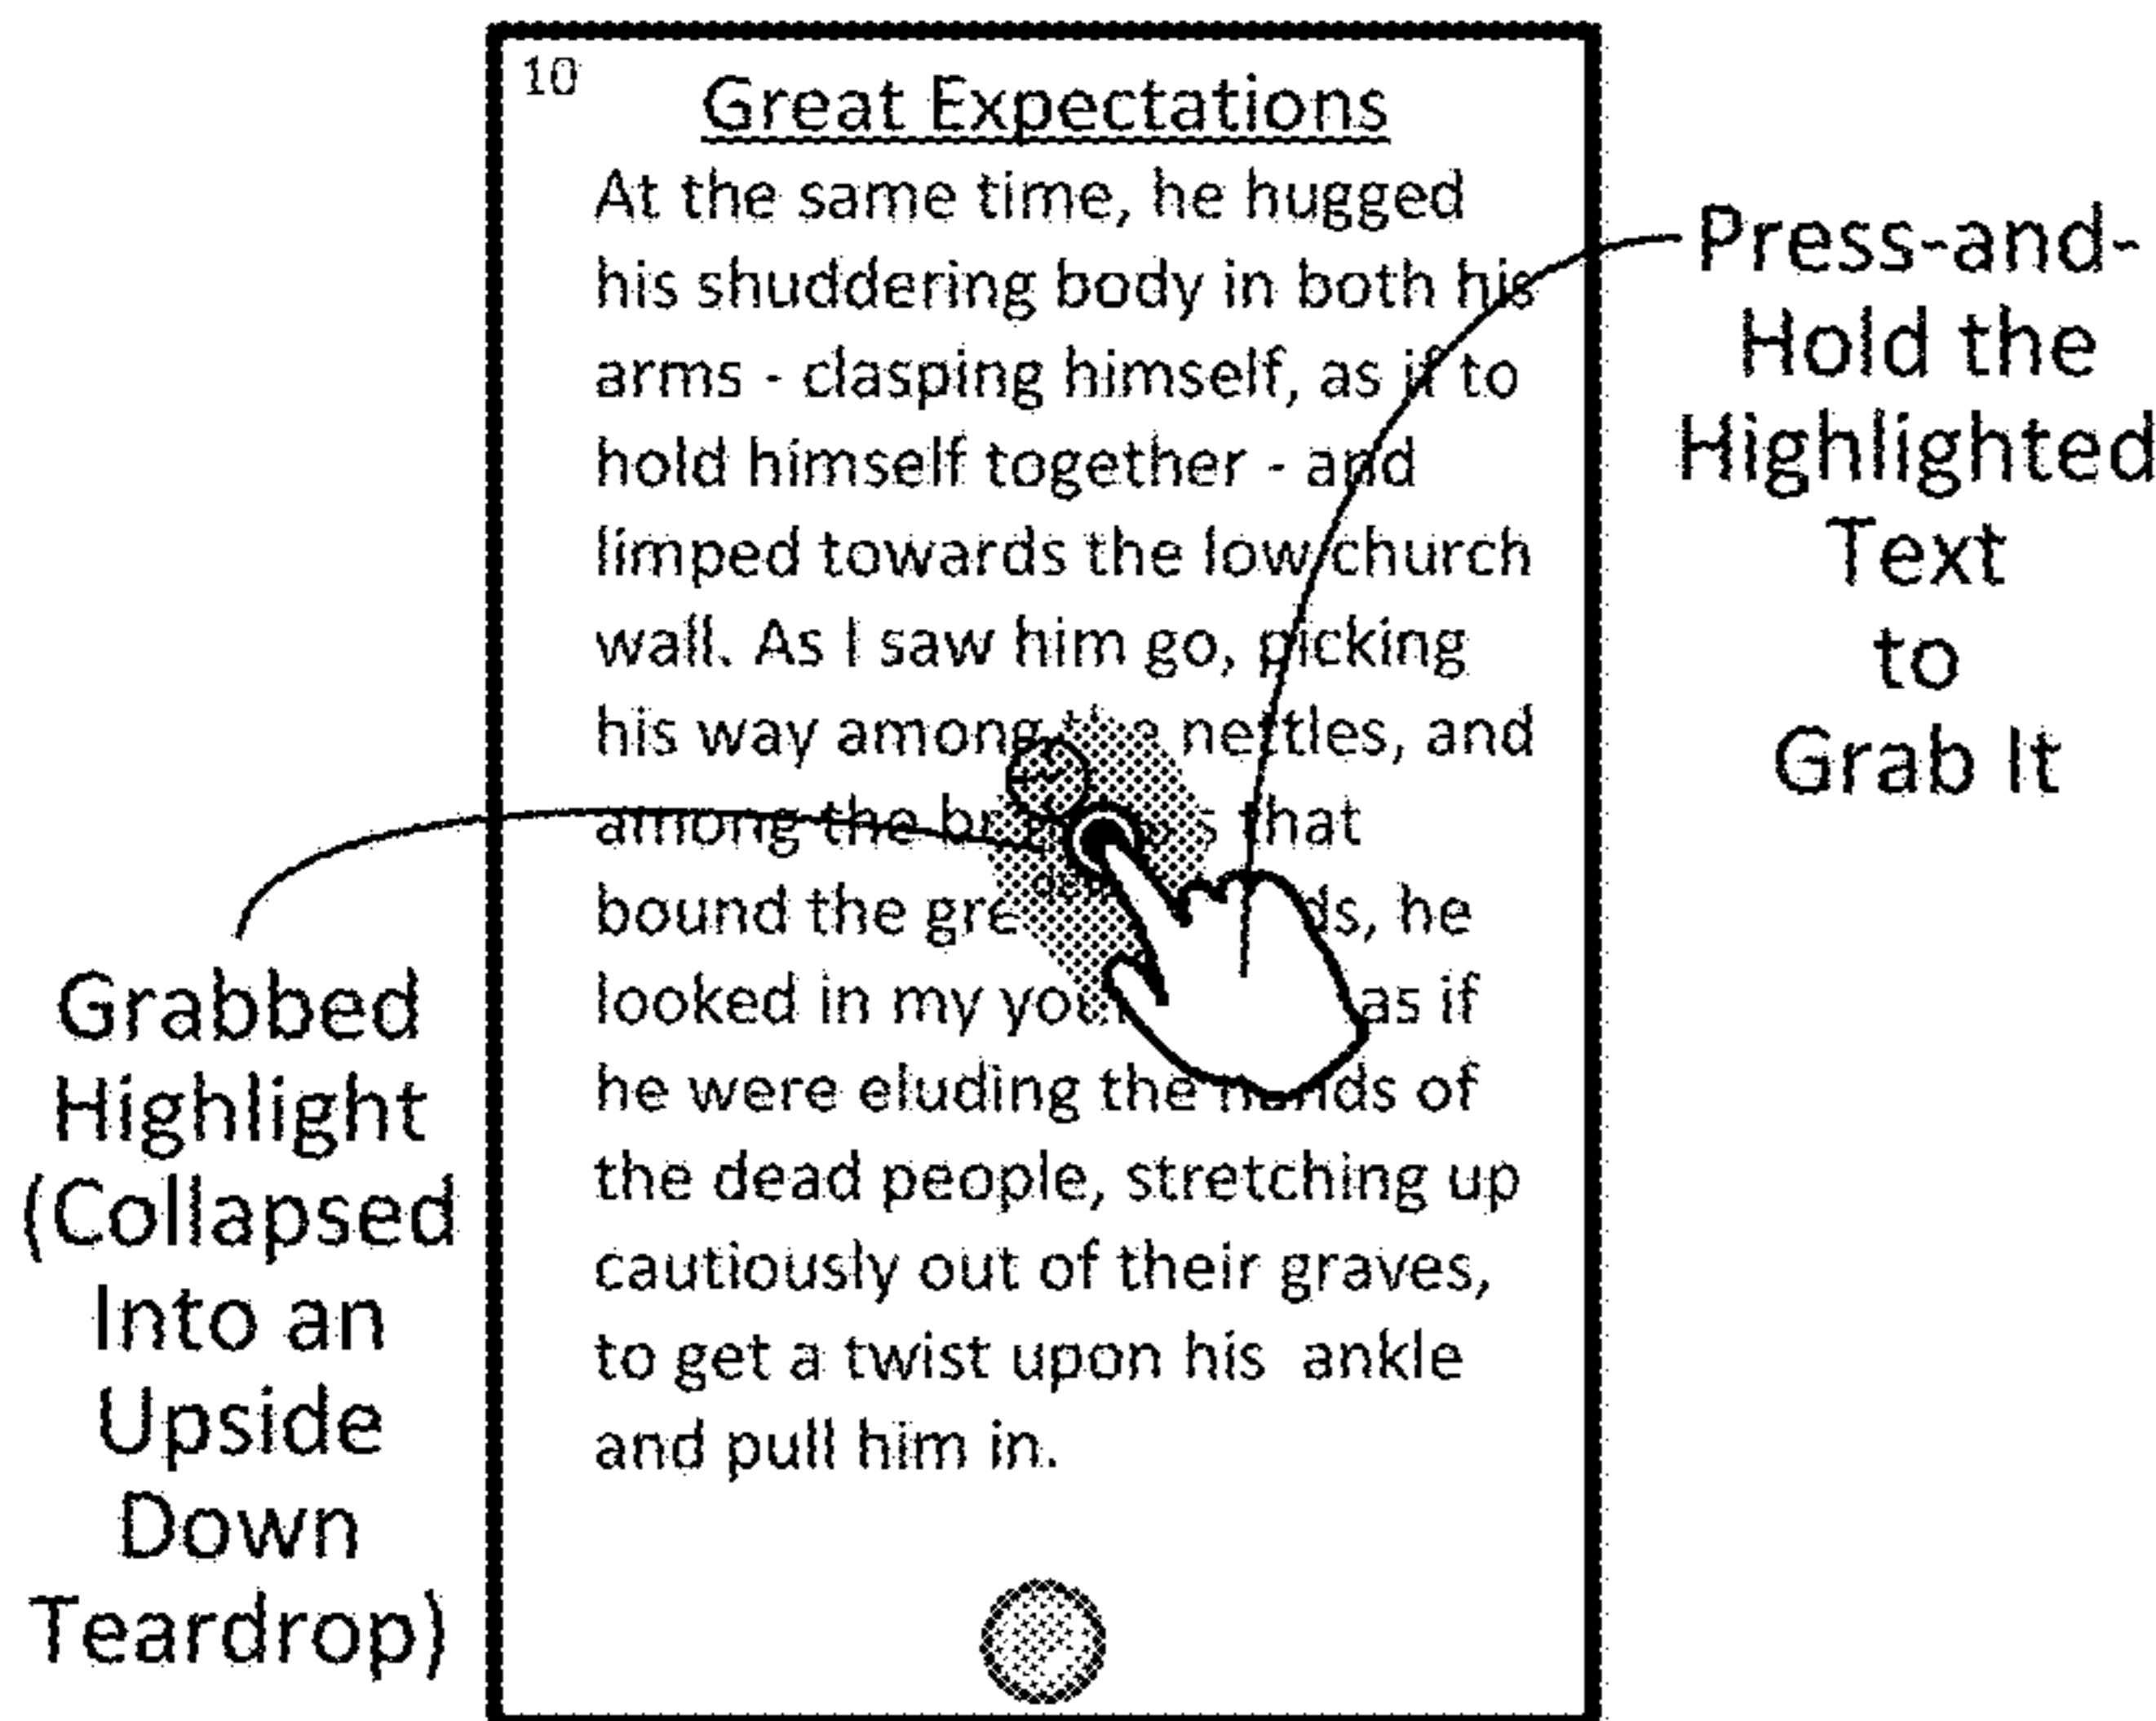 10
Great Expectations
At the same time, he hugged
his shuddering body in both his
arms - clasping himself, as if to
hold himself together - and
limped towards the low church
wall. As I saw him go, picking
his way among the nettles, and
among the that
bound the he
looked in my as if
he were eluding the hands of
the dead people, stretching up
cautiously out of their graves,
to get a twist upon his ankle
and pull him in.
Press-and-
Hold the
Highlighted
Text
to
Grab It
Grabbed
Highlight
(Collapsed
Into an
Upside
Down
Teardrop)